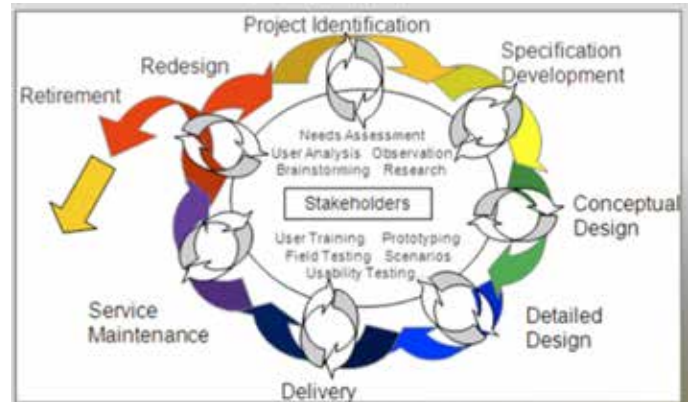 Project Identification
Specification
Development
Conceptual
Design
Detailed
Design
Delivery
Service
Maintenance
Retirement
Redesign
Needs Assessment
User Analysis Observation
Brainstorming Research
Stakeholders
User Training Prototyping
Field Testing Scenarios
Usability Testing